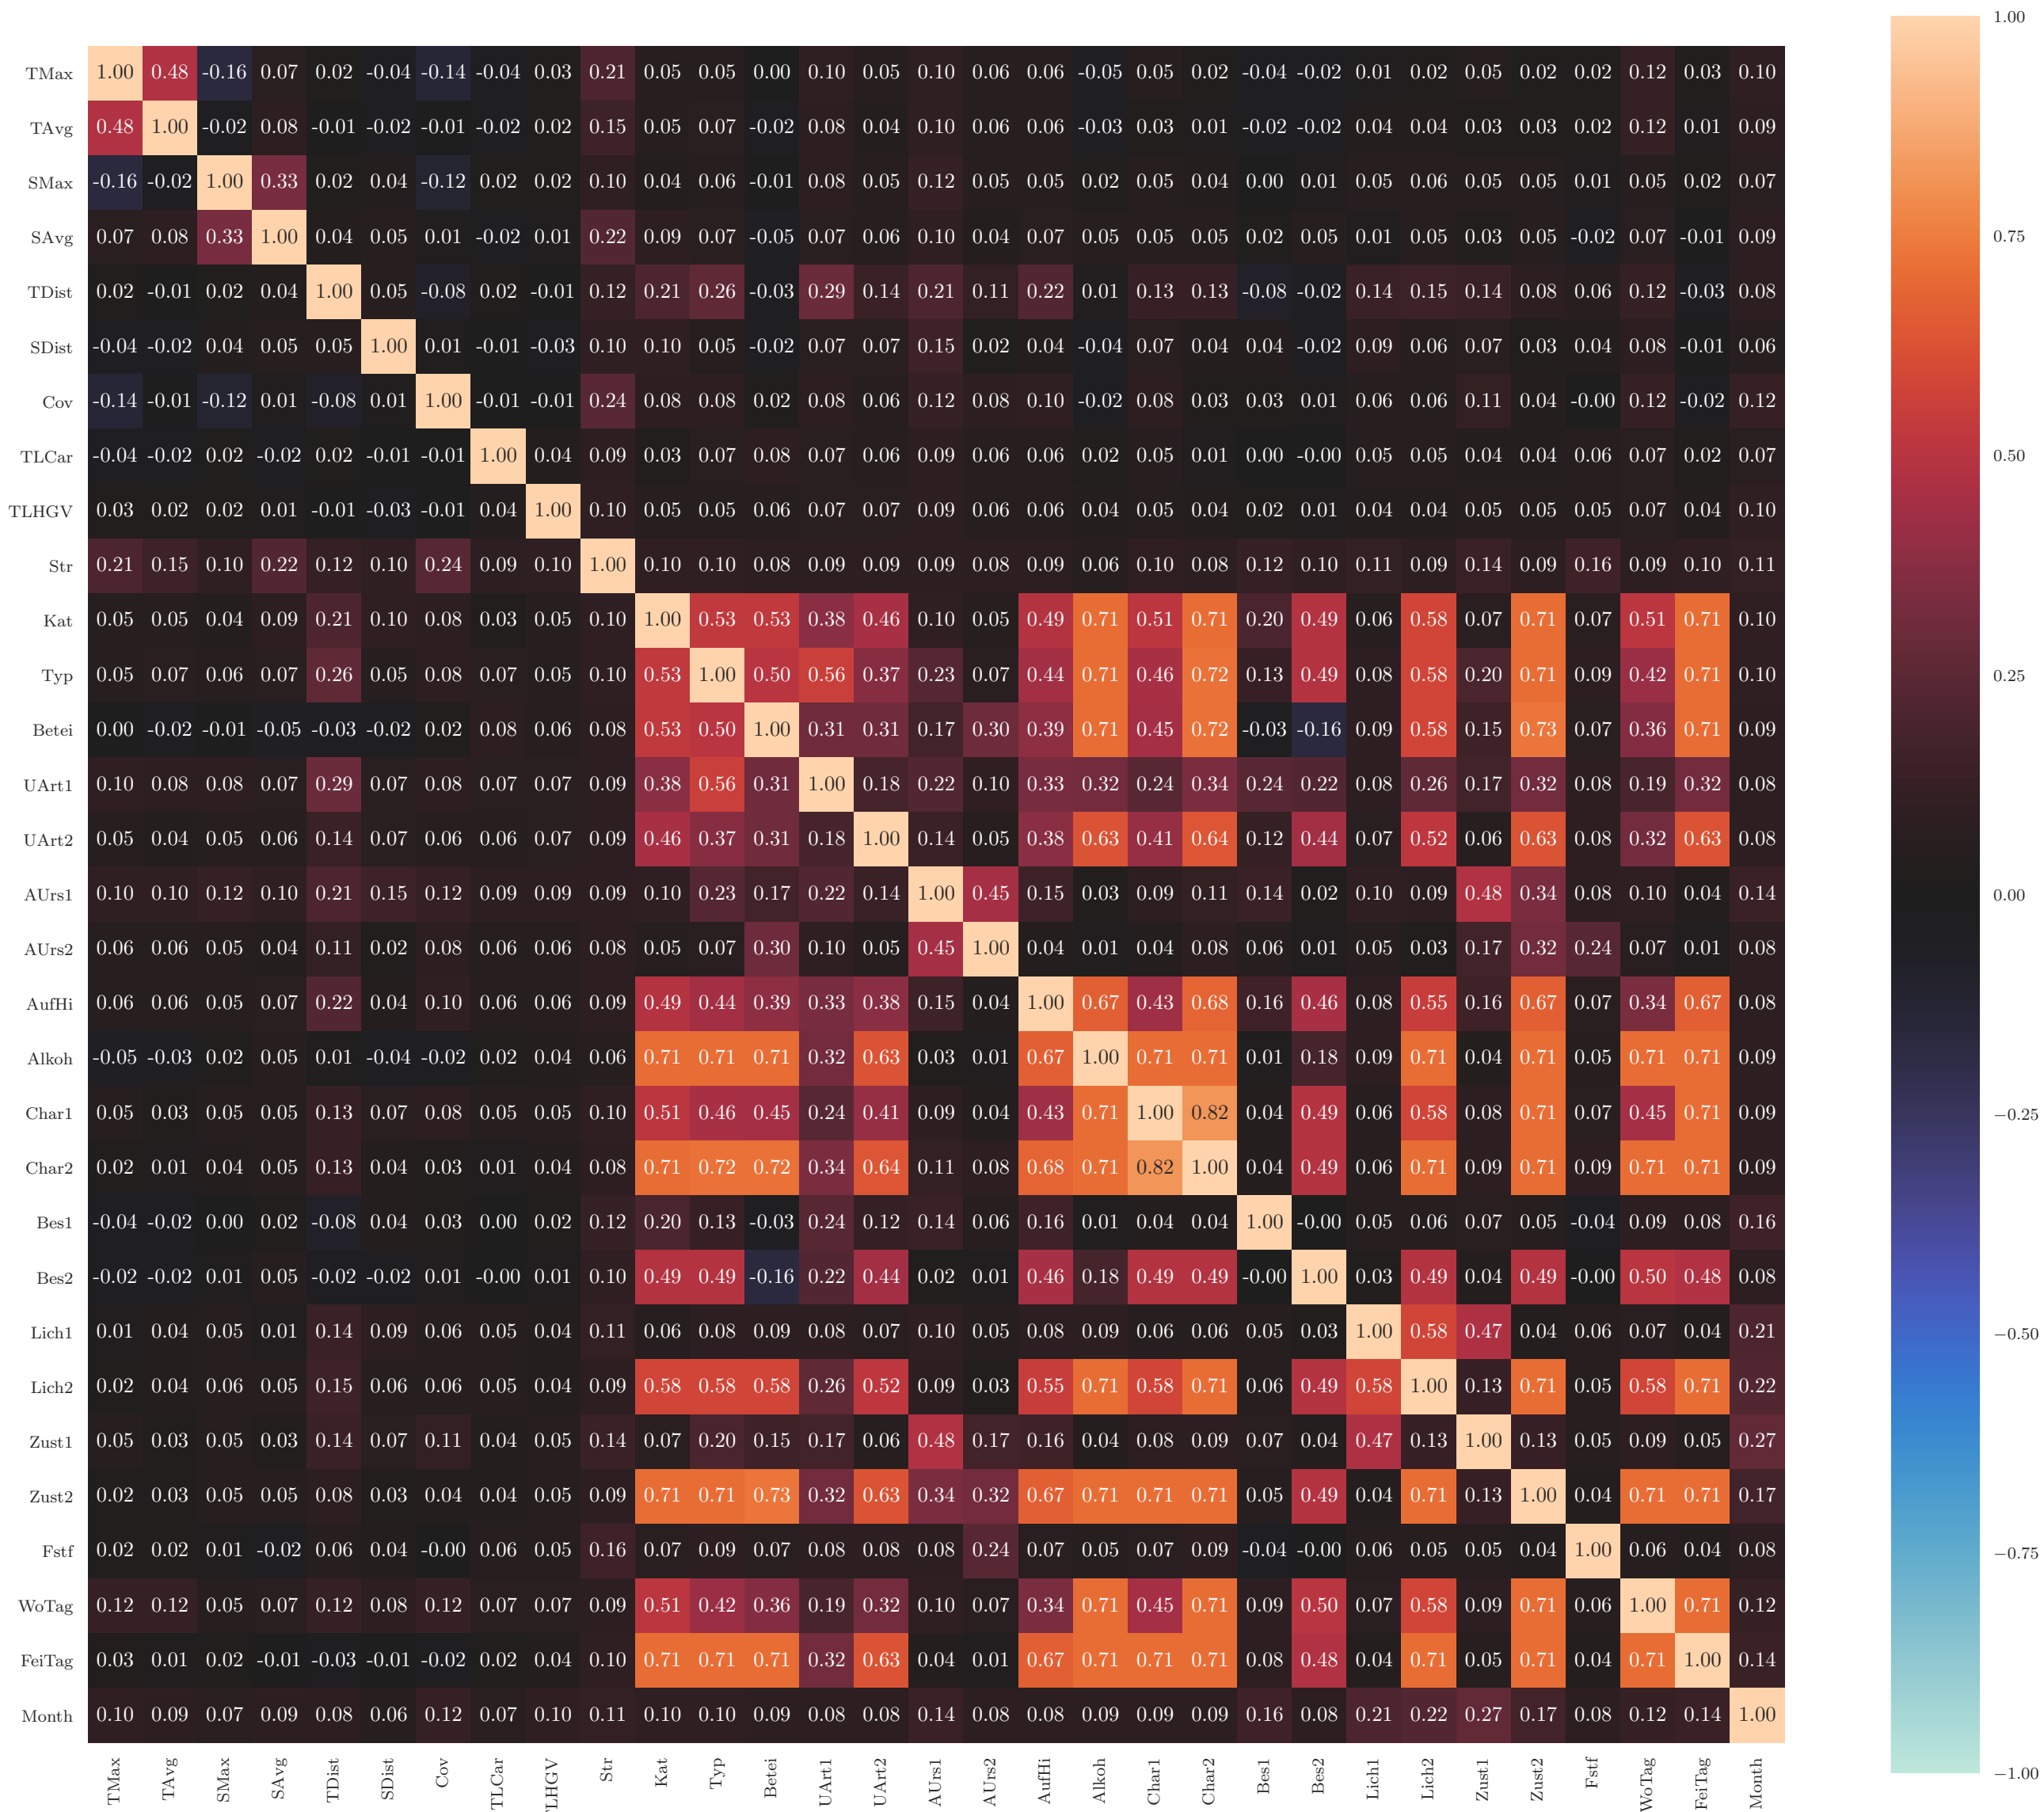 1.00
TMax 1.00 0.48 -0.16 0.07 0.02 -0.04 -0.14 -0.04 0.03 0.21 0.05 0.05 0.00 0.10 0.05 0.10 0.06 0.06 -0.05 0.05 0.02 -0.04 -0.02 0.01 0.02 0.05 0.02 0.02 0.12 0.03 0.10
TAvg 0.48 1.00 -0.02 0.08 -0.01 -0.02 -0.01 -0.02 0.02 0.15 0.05 0.07 -0.02 0.08 0.04 0.10 0.06 0.06 -0.03 0.03 0.01 -0.02 -0.02 0.04 0.04 0.03 0.03 0.02 0.12 0.01 0.09
SMax -0.16 -0.02 1.00 0.33 0.02 0.04 -0.12 0.02 0.02 0.10 0.04 0.06 -0.01 0.08 0.05 0.12 0.05 0.05 0.02 0.05 0.04 0.00 0.01 0.05 0.06 0.05 0.05 0.01 0.05 0.02 0.07
SAvg 0.07 0.08 0.33 1.00 0.04 0.05 0.01 -0.02 0.01 0.22 0.09 0.07 -0.05 0.07 0.06 0.10 0.04 0.07 0.05 0.05 0.05 0.02 0.05 0.01 0.05 0.03 0.05 -0.02 0.07 -0.01 0.09
0.75
TDist 0.02 -0.01 0.02 0.04 1.00 0.05 -0.08 0.02 -0.01 0.12 0.21 0.26 -0.03 0.29 0.14 0.21 0.11 0.22 0.01 0.13 0.13 -0.08 -0.02 0.14 0.15 0.14 0.08 0.06 0.12 -0.03 0.08
SDist -0.04 -0.02 0.04 0.05 0.05 1.00 0.01 -0.01 -0.03 0.10 0.10 0.05 -0.02 0.07 0.07 0.15 0.02 0.04 -0.04 0.07 0.04 0.04 -0.02 0.09 0.06 0.07 0.03 0.04 0.08 -0.01 0.06
Cov -0.14 -0.01 -0.12 0.01 -0.08 0.01 1.00 -0.01 -0.01 0.24 0.08 0.08 0.02 0.08 0.06 0.12 0.08 0.10 -0.02 0.08 0.03 0.03 0.01 0.06 0.06 0.11 0.04 -0.00 0.12 -0.02 0.12
TLCar -0.04 -0.02 0.02 -0.02 0.02 -0.01 -0.01 1.00 0.04 0.09 0.03 0.07 0.08 0.07 0.06 0.09 0.06 0.06 0.02 0.05 0.01 0.00 -0.00 0.05 0.05 0.04 0.04 0.06 0.07 0.02 0.07
0.50
TLHGV 0.03 0.02 0.02 0.01 -0.01 -0.03 -0.01 0.04 1.00 0.10 0.05 0.05 0.06 0.07 0.07 0.09 0.06 0.06 0.04 0.05 0.04 0.02 0.01 0.04 0.04 0.05 0.05 0.05 0.07 0.04 0.10
Str 0.21 0.15 0.10 0.22 0.12 0.10 0.24 0.09 0.10 1.00 0.10 0.10 0.08 0.09 0.09 0.09 0.08 0.09 0.06 0.10 0.08 0.12 0.10 0.11 0.09 0.14 0.09 0.16 0.09 0.10 0.11
Kat 0.05 0.05 0.04 0.09 0.21 0.10 0.08 0.03 0.05 0.10 1.00 0.53 0.53 0.38 0.46 0.10 0.05 0.49 0.71 0.51 0.71 0.20 0.49 0.06 0.58 0.07 0.71 0.07 0.51 0.71 0.10
Typ 0.05 0.07 0.06 0.07 0.26 0.05 0.08 0.07 0.05 0.10 0.53 1.00 0.50 0.56 0.37 0.23 0.07 0.44 0.71 0.46 0.72 0.13 0.49 0.08 0.58 0.20 0.71 0.09 0.42 0.71 0.10
0.25
Betei 0.00 -0.02 -0.01 -0.05 -0.03 -0.02 0.02 0.08 0.06 0.08 0.53 0.50 1.00 0.31 0.31 0.17 0.30 0.39 0.71 0.45 0.72 -0.03 -0.16 0.09 0.58 0.15 0.73 0.07 0.36 0.71 0.09
UArt1 0.10 0.08 0.08 0.07 0.29 0.07 0.08 0.07 0.07 0.09 0.38 0.56 0.31 1.00 0.18 0.22 0.10 0.33 0.32 0.24 0.34 0.24 0.22 0.08 0.26 0.17 0.32 0.08 0.19 0.32 0.08
UArt2 0.05 0.04 0.05 0.06 0.14 0.07 0.06 0.06 0.07 0.09 0.46 0.37 0.31 0.18 1.00 0.14 0.05 0.38 0.63 0.41 0.64 0.12 0.44 0.07 0.52 0.06 0.63 0.08 0.32 0.63 0.08
AUrs1 0.10 0.10 0.12 0.10 0.21 0.15 0.12 0.09 0.09 0.09 0.10 0.23 0.17 0.22 0.14 1.00 0.45 0.15 0.03 0.09 0.11 0.14 0.02 0.10 0.09 0.48 0.34 0.08 0.10 0.04 0.14
0.00
AUrs2 0.06 0.06 0.05 0.04 0.11 0.02 0.08 0.06 0.06 0.08 0.05 0.07 0.30 0.10 0.05 0.45 1.00 0.04 0.01 0.04 0.08 0.06 0.01 0.05 0.03 0.17 0.32 0.24 0.07 0.01 0.08
AufHi 0.06 0.06 0.05 0.07 0.22 0.04 0.10 0.06 0.06 0.09 0.49 0.44 0.39 0.33 0.38 0.15 0.04 1.00 0.67 0.43 0.68 0.16 0.46 0.08 0.55 0.16 0.67 0.07 0.34 0.67 0.08
Alkoh -0.05 -0.03 0.02 0.05 0.01 -0.04 -0.02 0.02 0.04 0.06 0.71 0.71 0.71 0.32 0.63 0.03 0.01 0.67 1.00 0.71 0.71 0.01 0.18 0.09 0.71 0.04 0.71 0.05 0.71 0.71 0.09
Char1 0.05 0.03 0.05 0.05 0.13 0.07 0.08 0.05 0.05 0.10 0.51 0.46 0.45 0.24 0.41 0.09 0.04 0.43 0.71 1.00 0.82 0.04 0.49 0.06 0.58 0.08 0.71 0.07 0.45 0.71 0.09
−0.25
Char2 0.02 0.01 0.04 0.05 0.13 0.04 0.03 0.01 0.04 0.08 0.71 0.72 0.72 0.34 0.64 0.11 0.08 0.68 0.71 0.82 1.00 0.04 0.49 0.06 0.71 0.09 0.71 0.09 0.71 0.71 0.09
Bes1 -0.04 -0.02 0.00 0.02 -0.08 0.04 0.03 0.00 0.02 0.12 0.20 0.13 -0.03 0.24 0.12 0.14 0.06 0.16 0.01 0.04 0.04 1.00 -0.00 0.05 0.06 0.07 0.05 -0.04 0.09 0.08 0.16
Bes2 -0.02 -0.02 0.01 0.05 -0.02 -0.02 0.01 -0.00 0.01 0.10 0.49 0.49 -0.16 0.22 0.44 0.02 0.01 0.46 0.18 0.49 0.49 -0.00 1.00 0.03 0.49 0.04 0.49 -0.00 0.50 0.48 0.08
Lich1 0.01 0.04 0.05 0.01 0.14 0.09 0.06 0.05 0.04 0.11 0.06 0.08 0.09 0.08 0.07 0.10 0.05 0.08 0.09 0.06 0.06 0.05 0.03 1.00 0.58 0.47 0.04 0.06 0.07 0.04 0.21
−0.50
Lich2 0.02 0.04 0.06 0.05 0.15 0.06 0.06 0.05 0.04 0.09 0.58 0.58 0.58 0.26 0.52 0.09 0.03 0.55 0.71 0.58 0.71 0.06 0.49 0.58 1.00 0.13 0.71 0.05 0.58 0.71 0.22
Zust1 0.05 0.03 0.05 0.03 0.14 0.07 0.11 0.04 0.05 0.14 0.07 0.20 0.15 0.17 0.06 0.48 0.17 0.16 0.04 0.08 0.09 0.07 0.04 0.47 0.13 1.00 0.13 0.05 0.09 0.05 0.27
Zust2 0.02 0.03 0.05 0.05 0.08 0.03 0.04 0.04 0.05 0.09 0.71 0.71 0.73 0.32 0.63 0.34 0.32 0.67 0.71 0.71 0.71 0.05 0.49 0.04 0.71 0.13 1.00 0.04 0.71 0.71 0.17
Fstf 0.02 0.02 0.01 -0.02 0.06 0.04 -0.00 0.06 0.05 0.16 0.07 0.09 0.07 0.08 0.08 0.08 0.24 0.07 0.05 0.07 0.09 -0.04 -0.00 0.06 0.05 0.05 0.04 1.00 0.06 0.04 0.08
−0.75
WoTag 0.12 0.12 0.05 0.07 0.12 0.08 0.12 0.07 0.07 0.09 0.51 0.42 0.36 0.19 0.32 0.10 0.07 0.34 0.71 0.45 0.71 0.09 0.50 0.07 0.58 0.09 0.71 0.06 1.00 0.71 0.12
FeiTag 0.03 0.01 0.02 -0.01 -0.03 -0.01 -0.02 0.02 0.04 0.10 0.71 0.71 0.71 0.32 0.63 0.04 0.01 0.67 0.71 0.71 0.71 0.08 0.48 0.04 0.71 0.05 0.71 0.04 0.71 1.00 0.14
Month 0.10 0.09 0.07 0.09 0.08 0.06 0.12 0.07 0.10 0.11 0.10 0.10 0.09 0.08 0.08 0.14 0.08 0.08 0.09 0.09 0.09 0.16 0.08 0.21 0.22 0.27 0.17 0.08 0.12 0.14 1.00
−1.00
TMax TAvg SMax SAvg TDist SDist Cov TLCar TLHGV Str Kat Typ Betei UArt1 UArt2 AUrs1 AUrs2 AufHi Alkoh Char1 Char2 Bes1 Bes2 Lich1 Lich2 Zust1 Zust2 Fstf WoTag FeiTag Month